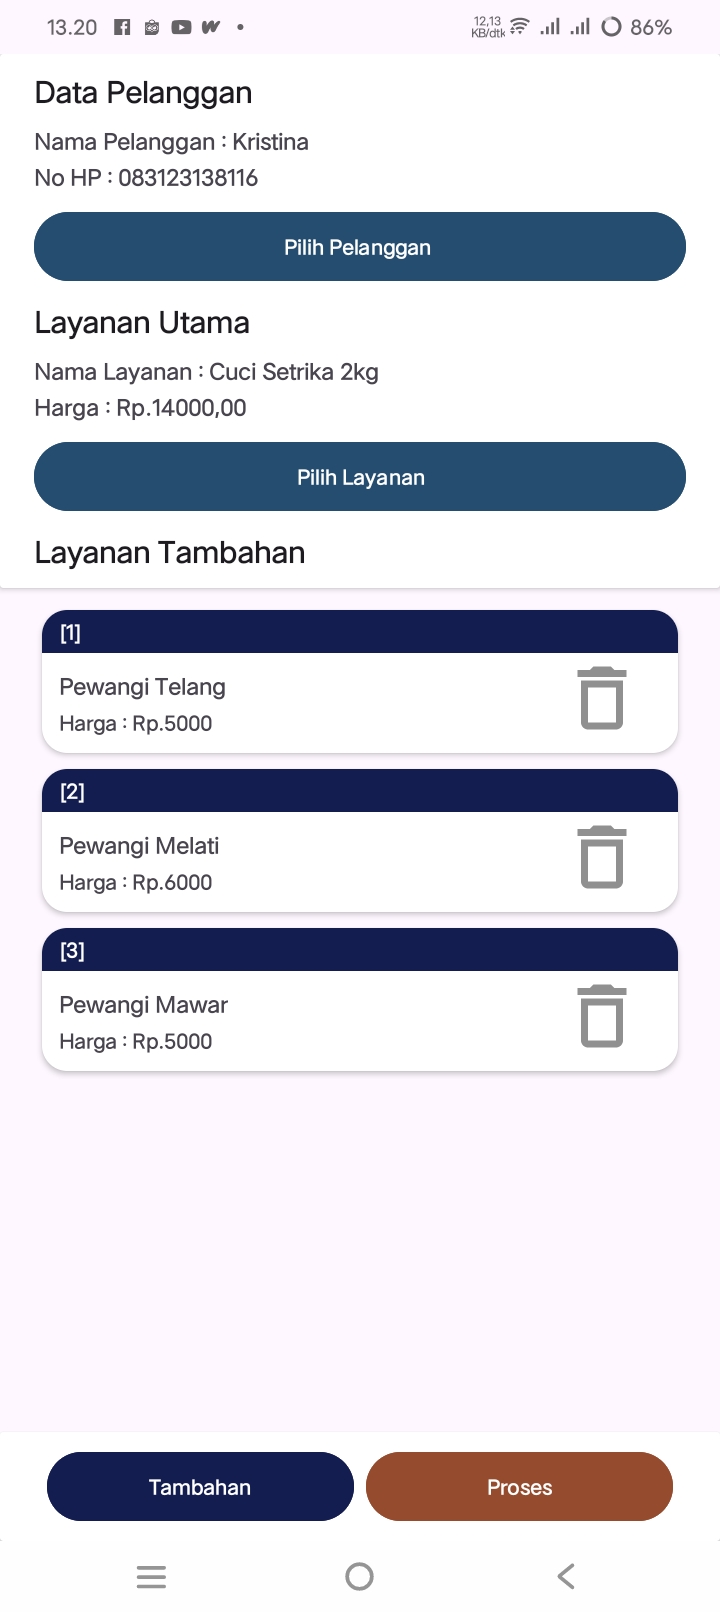 13.20
12,13
KB/dtk
86%
Data Pelanggan
Nama Pelanggan : Kristina
No HP : 083123138116
Pilih Pelanggan
Layanan Utama
Nama Layanan : Cuci Setrika 2kg
Harga : Rp.14000,00
Pilih Layanan
Layanan Tambahan
[1]
Pewangi Telang
Harga : Rp.5000
[2]
Pewangi Melati
Harga : Rp.6000
[3]
Pewangi Mawar
Harga : Rp.5000
Tambahan
Proses